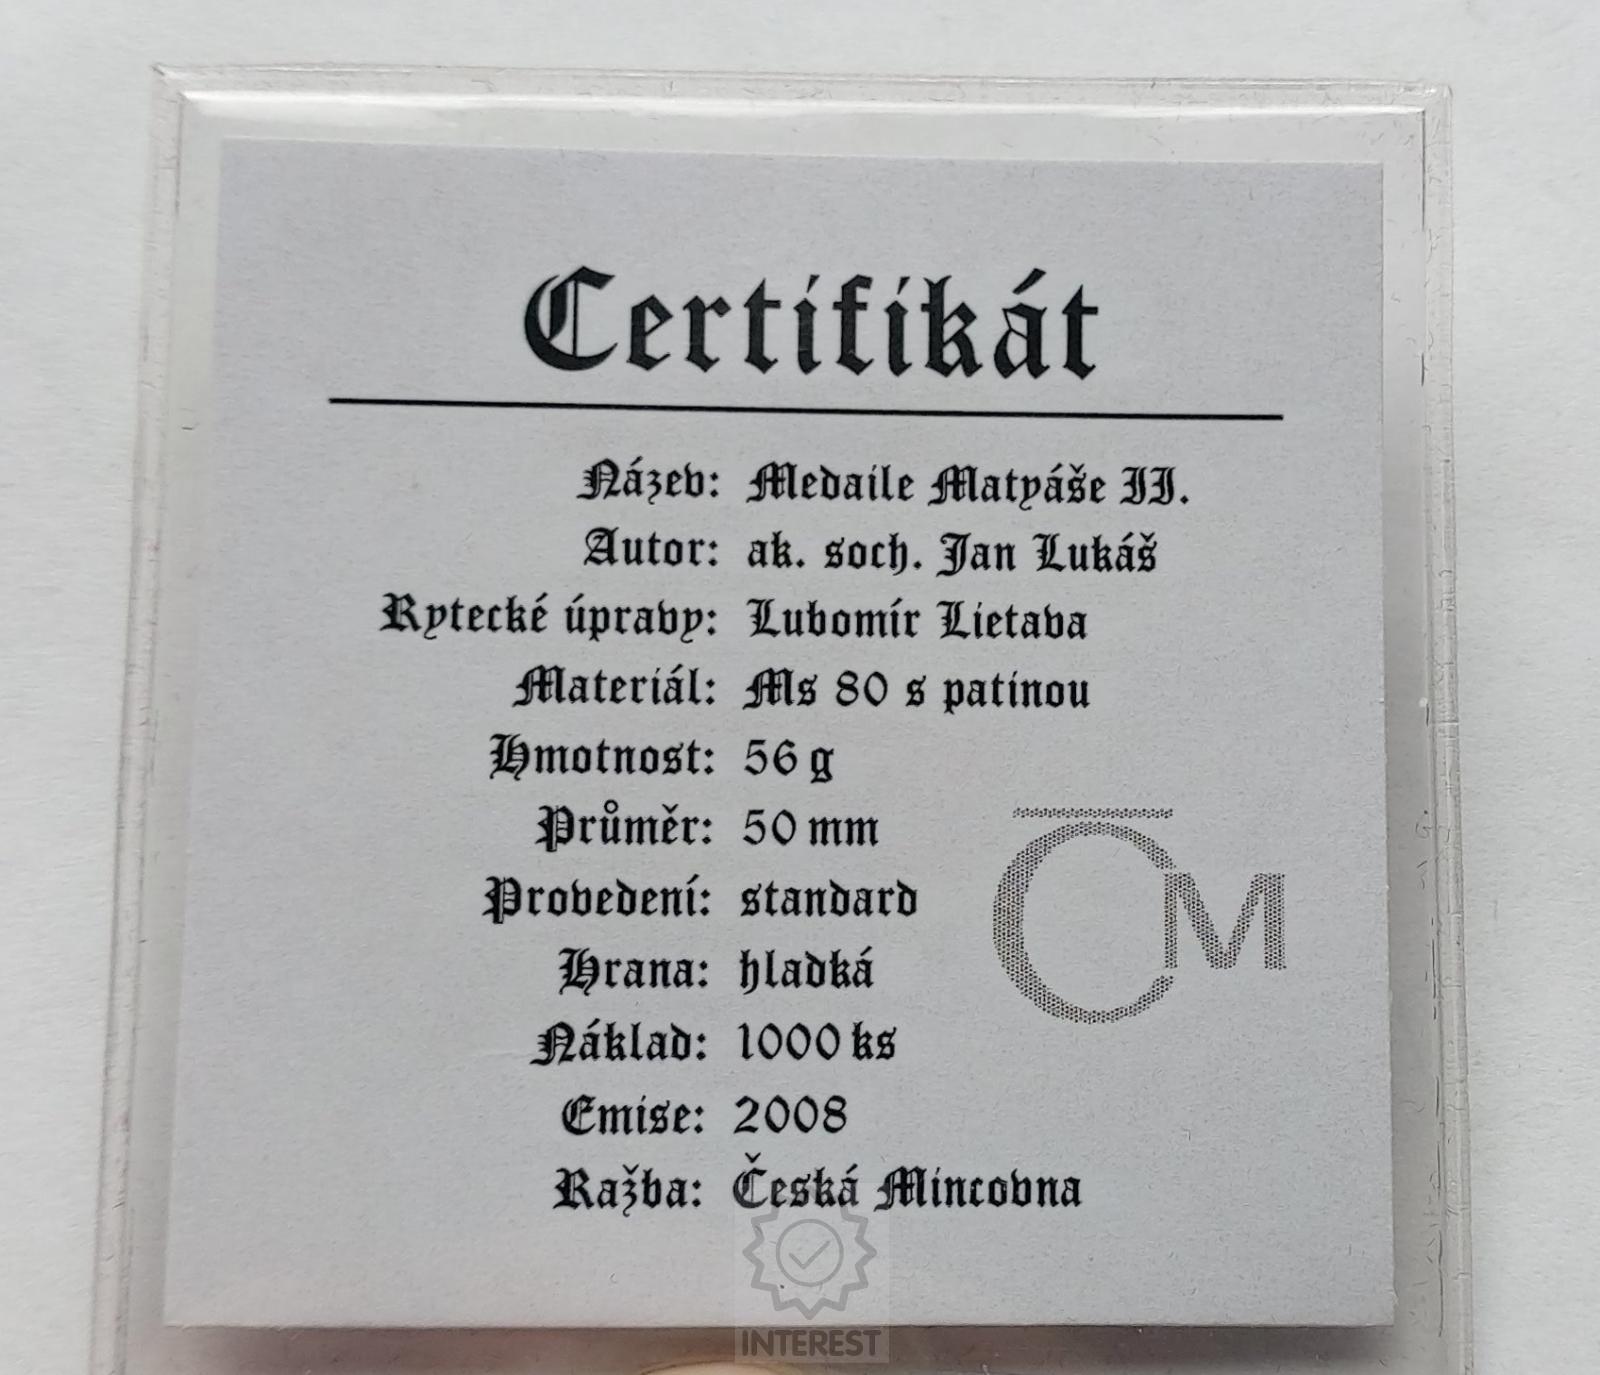 Certifikát
Název: Medaile Matyáše II.
Autor: ak. soch. Jan Lukáš
Rytecké úpravy: Lubomír Lietava
Materiál: Ms 80 s patinou
Hmotnost: 56 g
Průměr: 50 mm
Provedení: standard
Hrana: hladká
Náklad: 1000 ks
Emise: 2008
Ražba: Česká Mincovna
CM
INTEREST